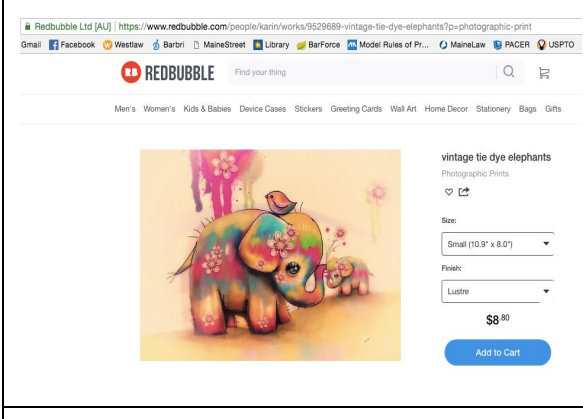 Redbubble Ltd [AU] | https://www.redbubble.com/people/karin/works/9529689-vintage-tie-dye-elephants?p=photographic-print
Gmail Facebook Westlaw Barbri MaineStreet Library BarForce Model Rules of Pr... MaineLaw PACER USPTO
RB REDBUBBLE Find your thing
Men's Women's Kids & Babies Device Cases Stickers Greeting Cards Wall Art Home Decor Stationery Bags Gifts
vintage tie dye elephants
Photographic Prints
Size:
Small (10.9" x 8.0")
Finish:
Lustre
$8.80
Add to Cart